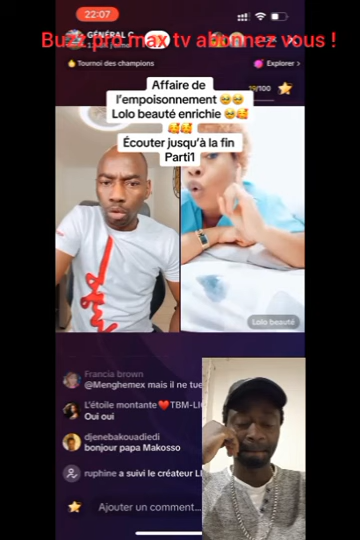 22:07
GÉNÉRAL C
Buzz pro max tv abonnez vous !
Tournoi des champions
Explorer >
Affaire de
l'empoisonnement 🥹🥹
Lolo beauté enrichie 🥹🥰
🥰🥰
Écouter jusqu'à la fin
Parti1
/100
Lolo beauté
Francia brown
@Menghemex mais il ne tue
L'étoile montante❤️TBM-LI
Oui oui
djenebakouadiedi
bonjour papa Makosso
ruphine a suivi le créateur L
Ajouter un comment...